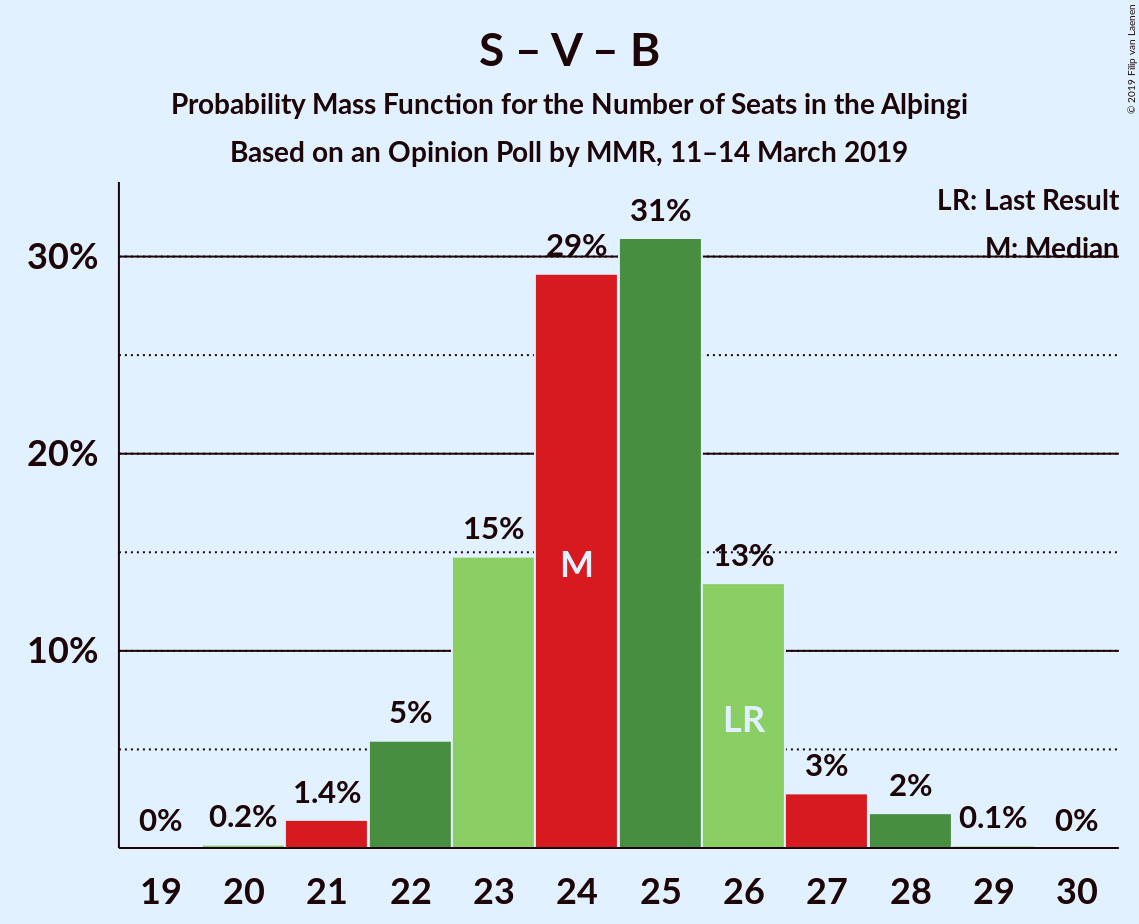 S – V – B
Probability Mass Function for the Number of Seats in the Alþingi
Based on an Opinion Poll by MMR, 11–14 March 2019
© 2019 Filip van Laenen
LR: Last Result
M: Median
30%
20%
10%
0%
0.2%
1.4%
5%
15%
29%
31%
13%
3%
2%
0.1%
0%
M
LR
19 20 21 22 23 24 25 26 27 28 29 30